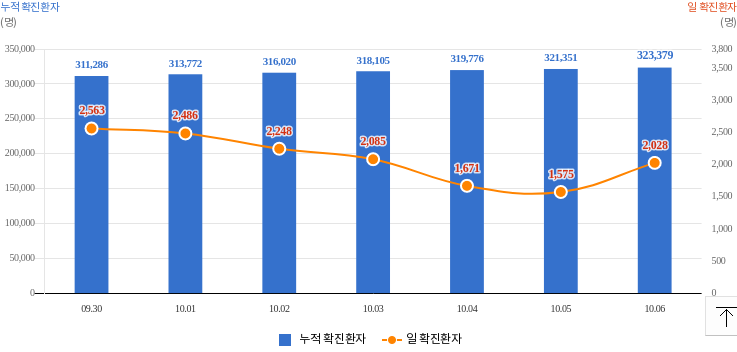 누적 확진환자 일 확진환자
(명) (명)
350,000 3,800
311,286 313,772 316,020 318,105 319,776 321,351 323,379
300,000 3,500
250,000 3,000
200,000 2,500
150,000 2,000
100,000 1,500
50,000 1,000
500
0 0
2,563 2,486 2,248 2,085 1,671 1,575 2,028
09.30 10.01 10.02 10.03 10.04 10.05 10.06
누적 확진환자 일 확진환자